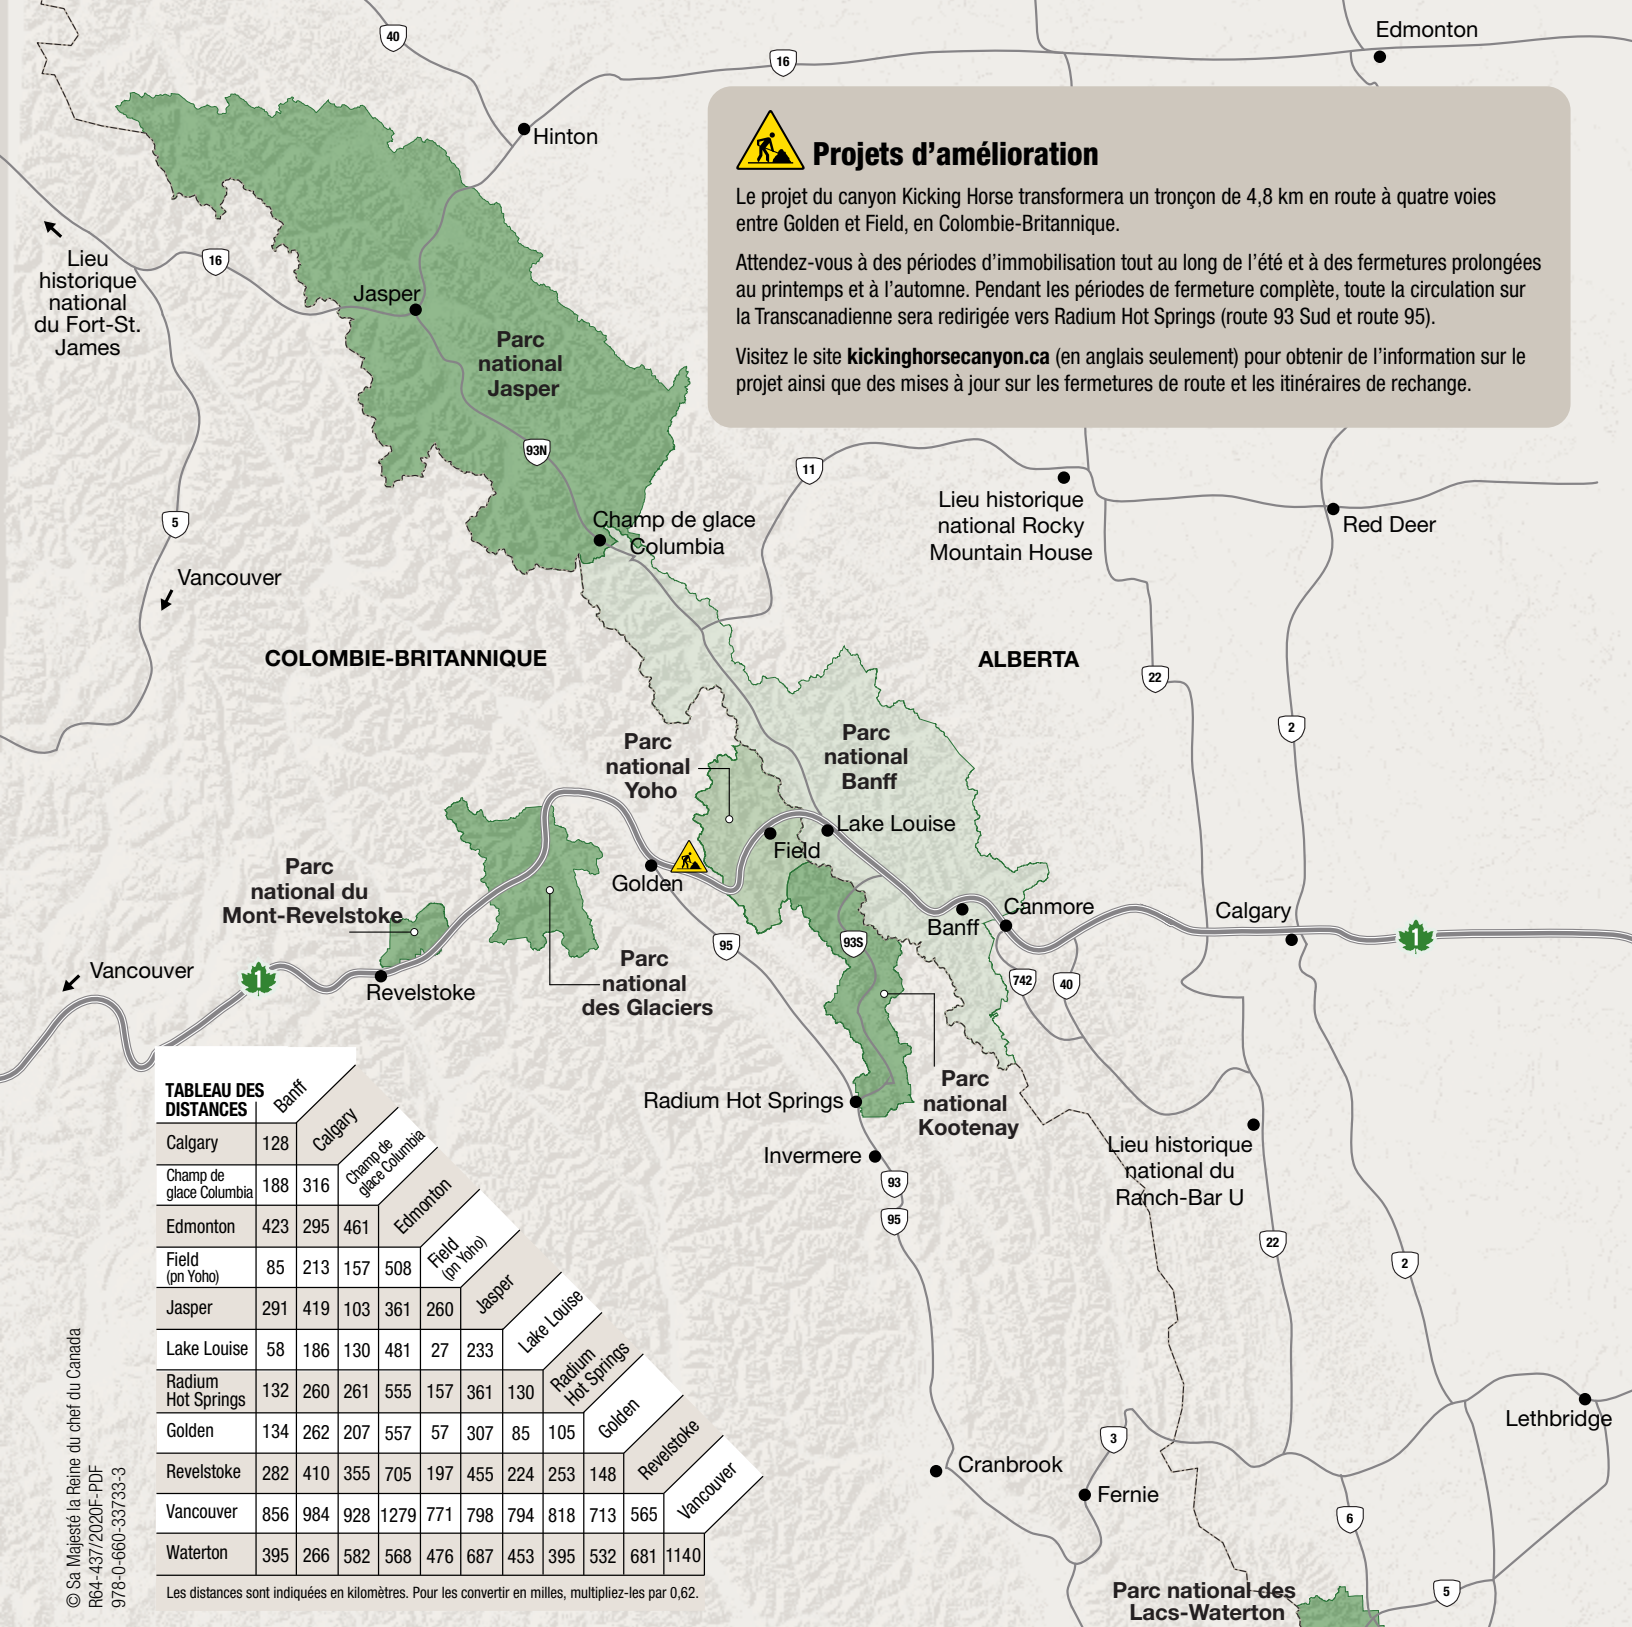 Edmonton
40
16
Hinton
Projets d’amélioration
Le projet du canyon Kicking Horse transformera un tronçon de 4,8 km en route à quatre voies
entre Golden et Field, en Colombie-Britannique.
Attendez-vous à des périodes d’immobilisation tout au long de l’été et à des fermetures prolongées
au printemps et à l’automne. Pendant les périodes de fermeture complète, toute la circulation sur
la Transcanadienne sera redirigée vers Radium Hot Springs (route 93 Sud et route 95).
Visitez le site kickinghorsecanyon.ca (en anglais seulement) pour obtenir de l’information sur le
projet ainsi que des mises à jour sur les fermetures de route et les itinéraires de rechange.
Lieu
historique
national
du Fort-St.
James
16
Jasper
Parc
national
Jasper
93N
11
5
Champ de glace
Columbia
Lieu historique
national Rocky
Mountain House
Red Deer
Vancouver
COLOMBIE-BRITANNIQUE
ALBERTA
22
2
Parc
national
Yoho
Parc
national
Banff
Lake Louise
Field
Golden
Parc
national du
Mont-Revelstoke
Banff
Canmore
Calgary
1
95
93S
742
40
Vancouver
1
Revelstoke
Parc
national
des Glaciers
Radium Hot Springs
Parc
national
Kootenay
Invermere
93
95
Lieu historique
national du
Ranch-Bar U
22
2
Lethbridge
3
Cranbrook
Fernie
6
5
Parc national des
Lacs-Waterton
TABLEAU DES
DISTANCES
Banff
Calgary 128 Calgary
Champ de
glace Columbia 188 316 Champ de
glace Columbia
Edmonton 423 295 461 Edmonton
Field
(pn Yoho) 85 213 157 508 Field
(pn Yoho)
Jasper 291 419 103 361 260 Jasper
Lake Louise 58 186 130 481 27 233 Lake Louise
Radium
Hot Springs 132 260 261 555 157 361 130 Radium
Hot Springs
Golden 134 262 207 557 57 307 85 105 Golden
Revelstoke 282 410 355 705 197 455 224 253 148 Revelstoke
Vancouver 856 984 928 1279 771 798 794 818 713 565 Vancouver
Waterton 395 266 582 568 476 687 453 395 532 681 1140
Les distances sont indiquées en kilomètres. Pour les convertir en milles, multipliez-les par 0,62.
© Sa Majesté la Reine du chef du Canada
R64-437/2020F-PDF
978-0-660-33733-3